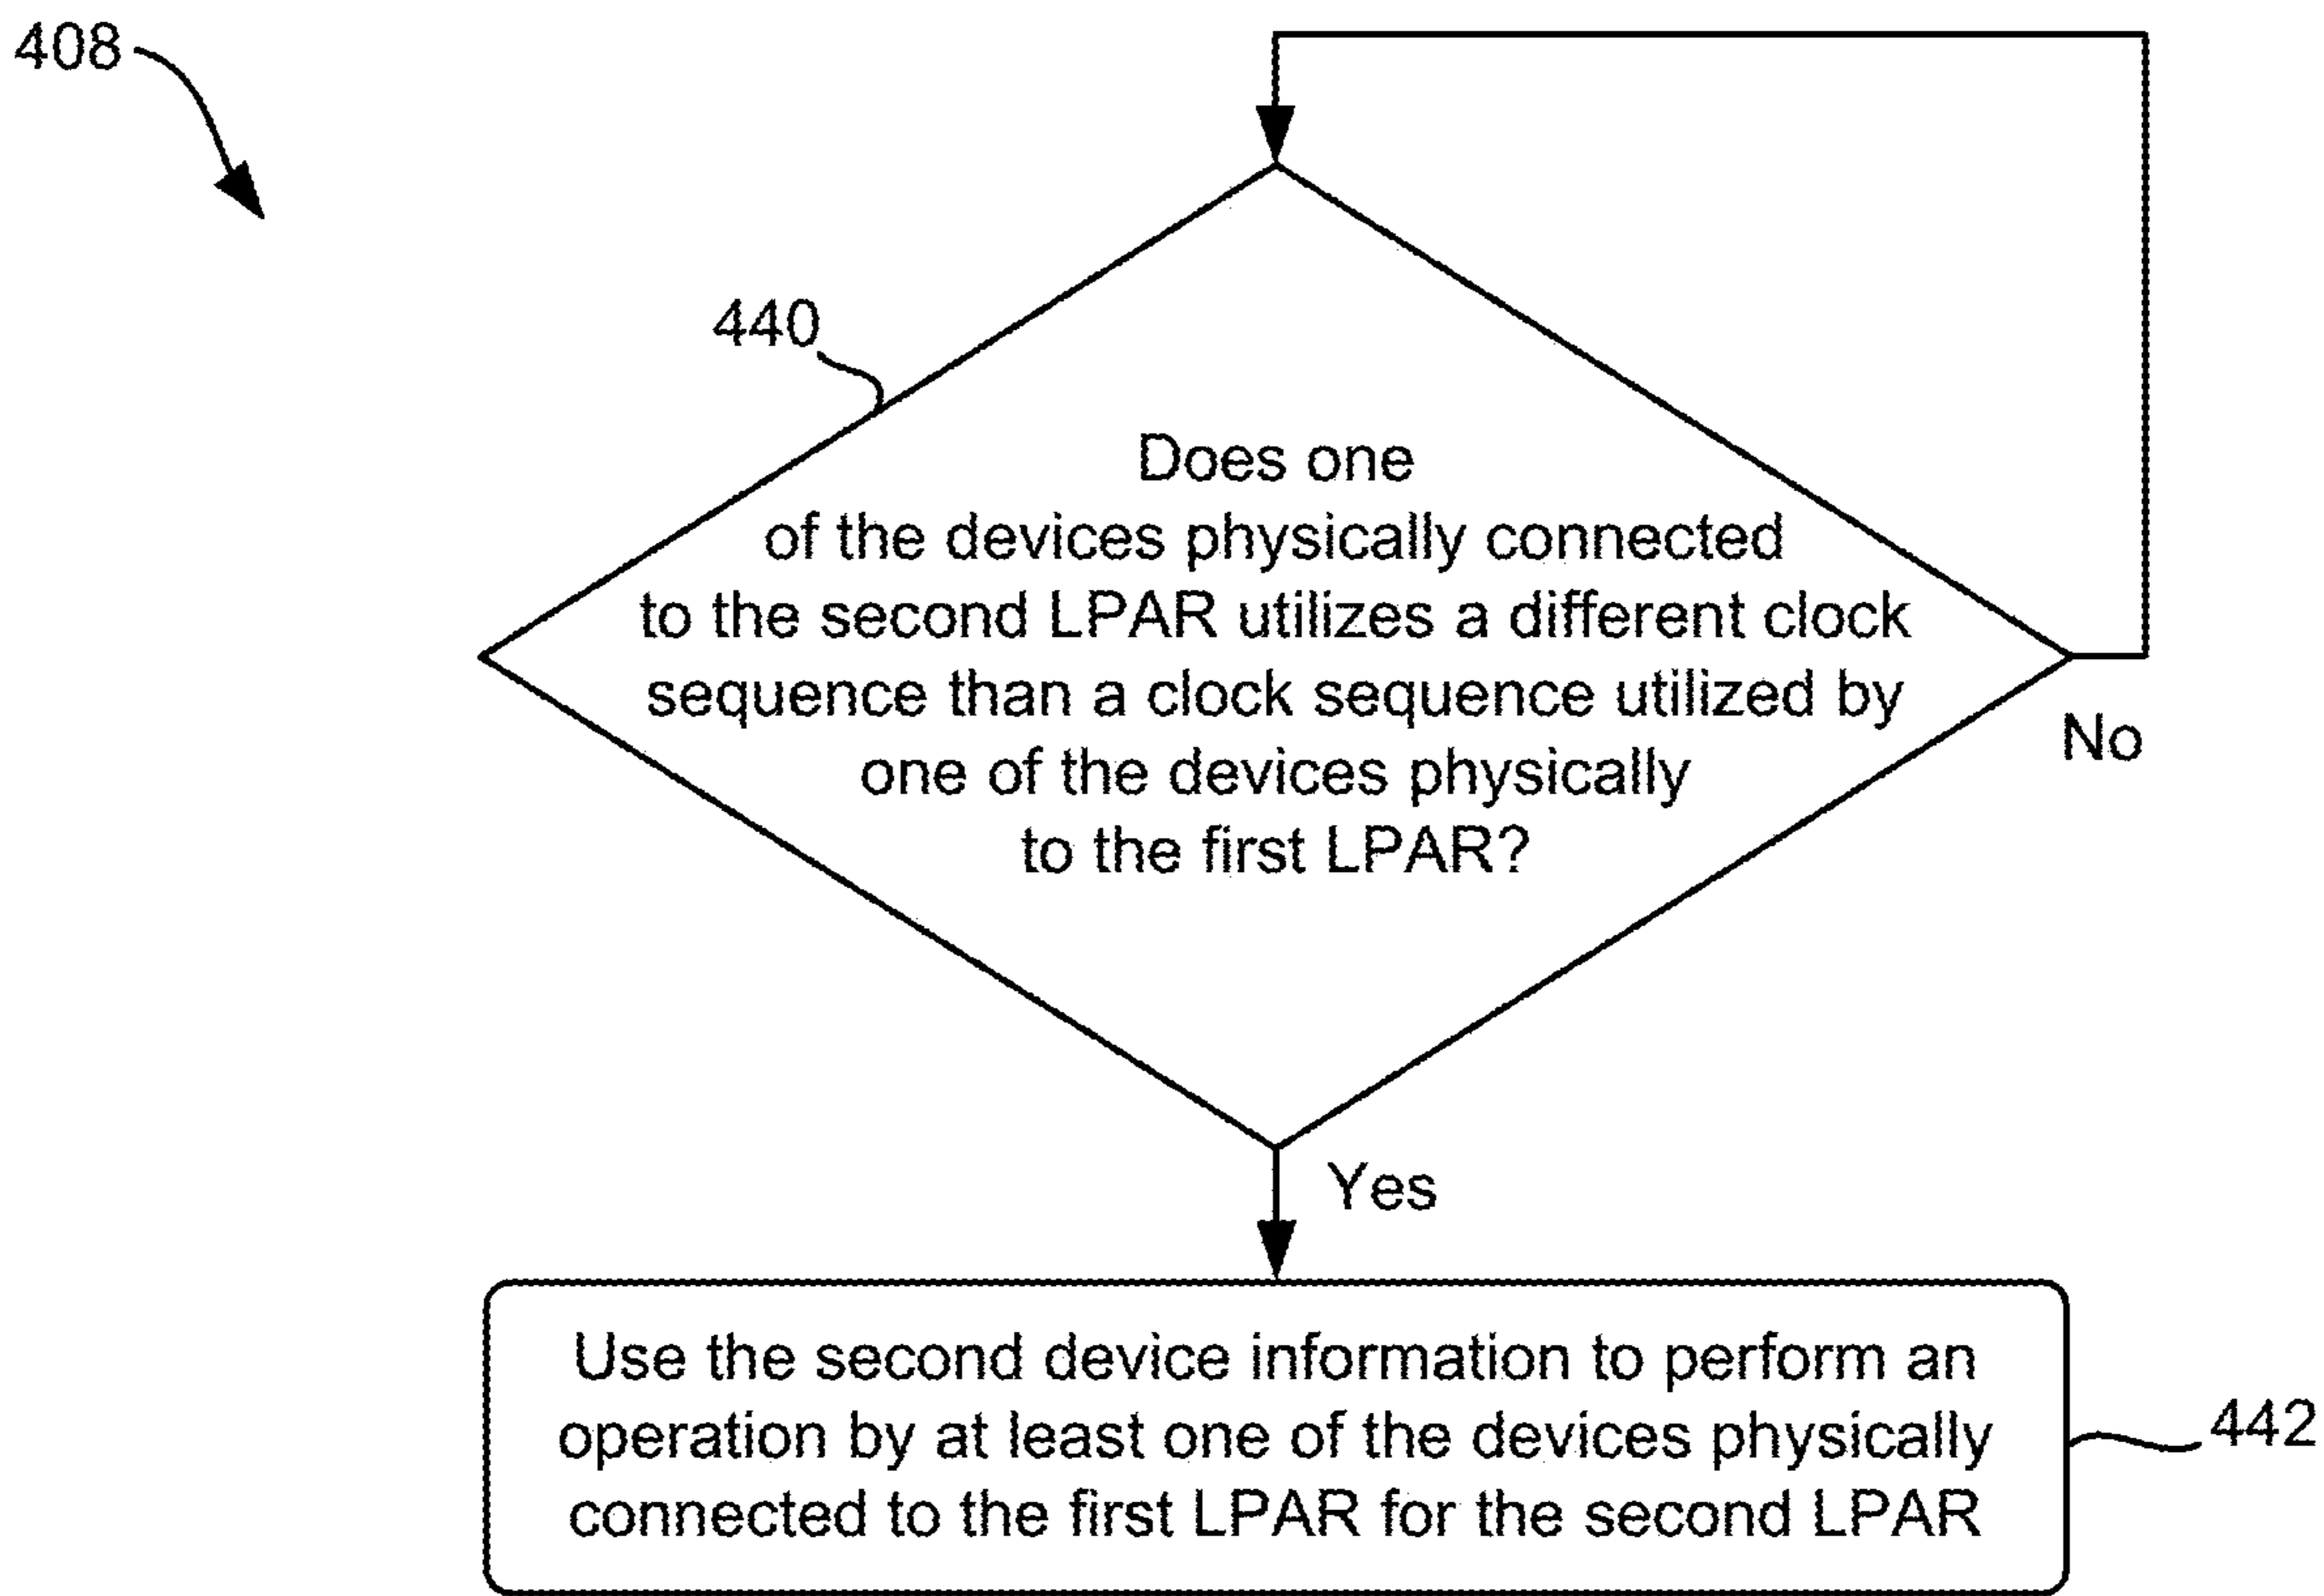 408
440
Does one
of the devices physically connected
to the second LPAR utilizes a different clock
sequence than a clock sequence utilized by
one of the devices physically
to the first LPAR?
No
Yes
Use the second device information to perform an
operation by at least one of the devices physically
connected to the first LPAR for the second LPAR
442